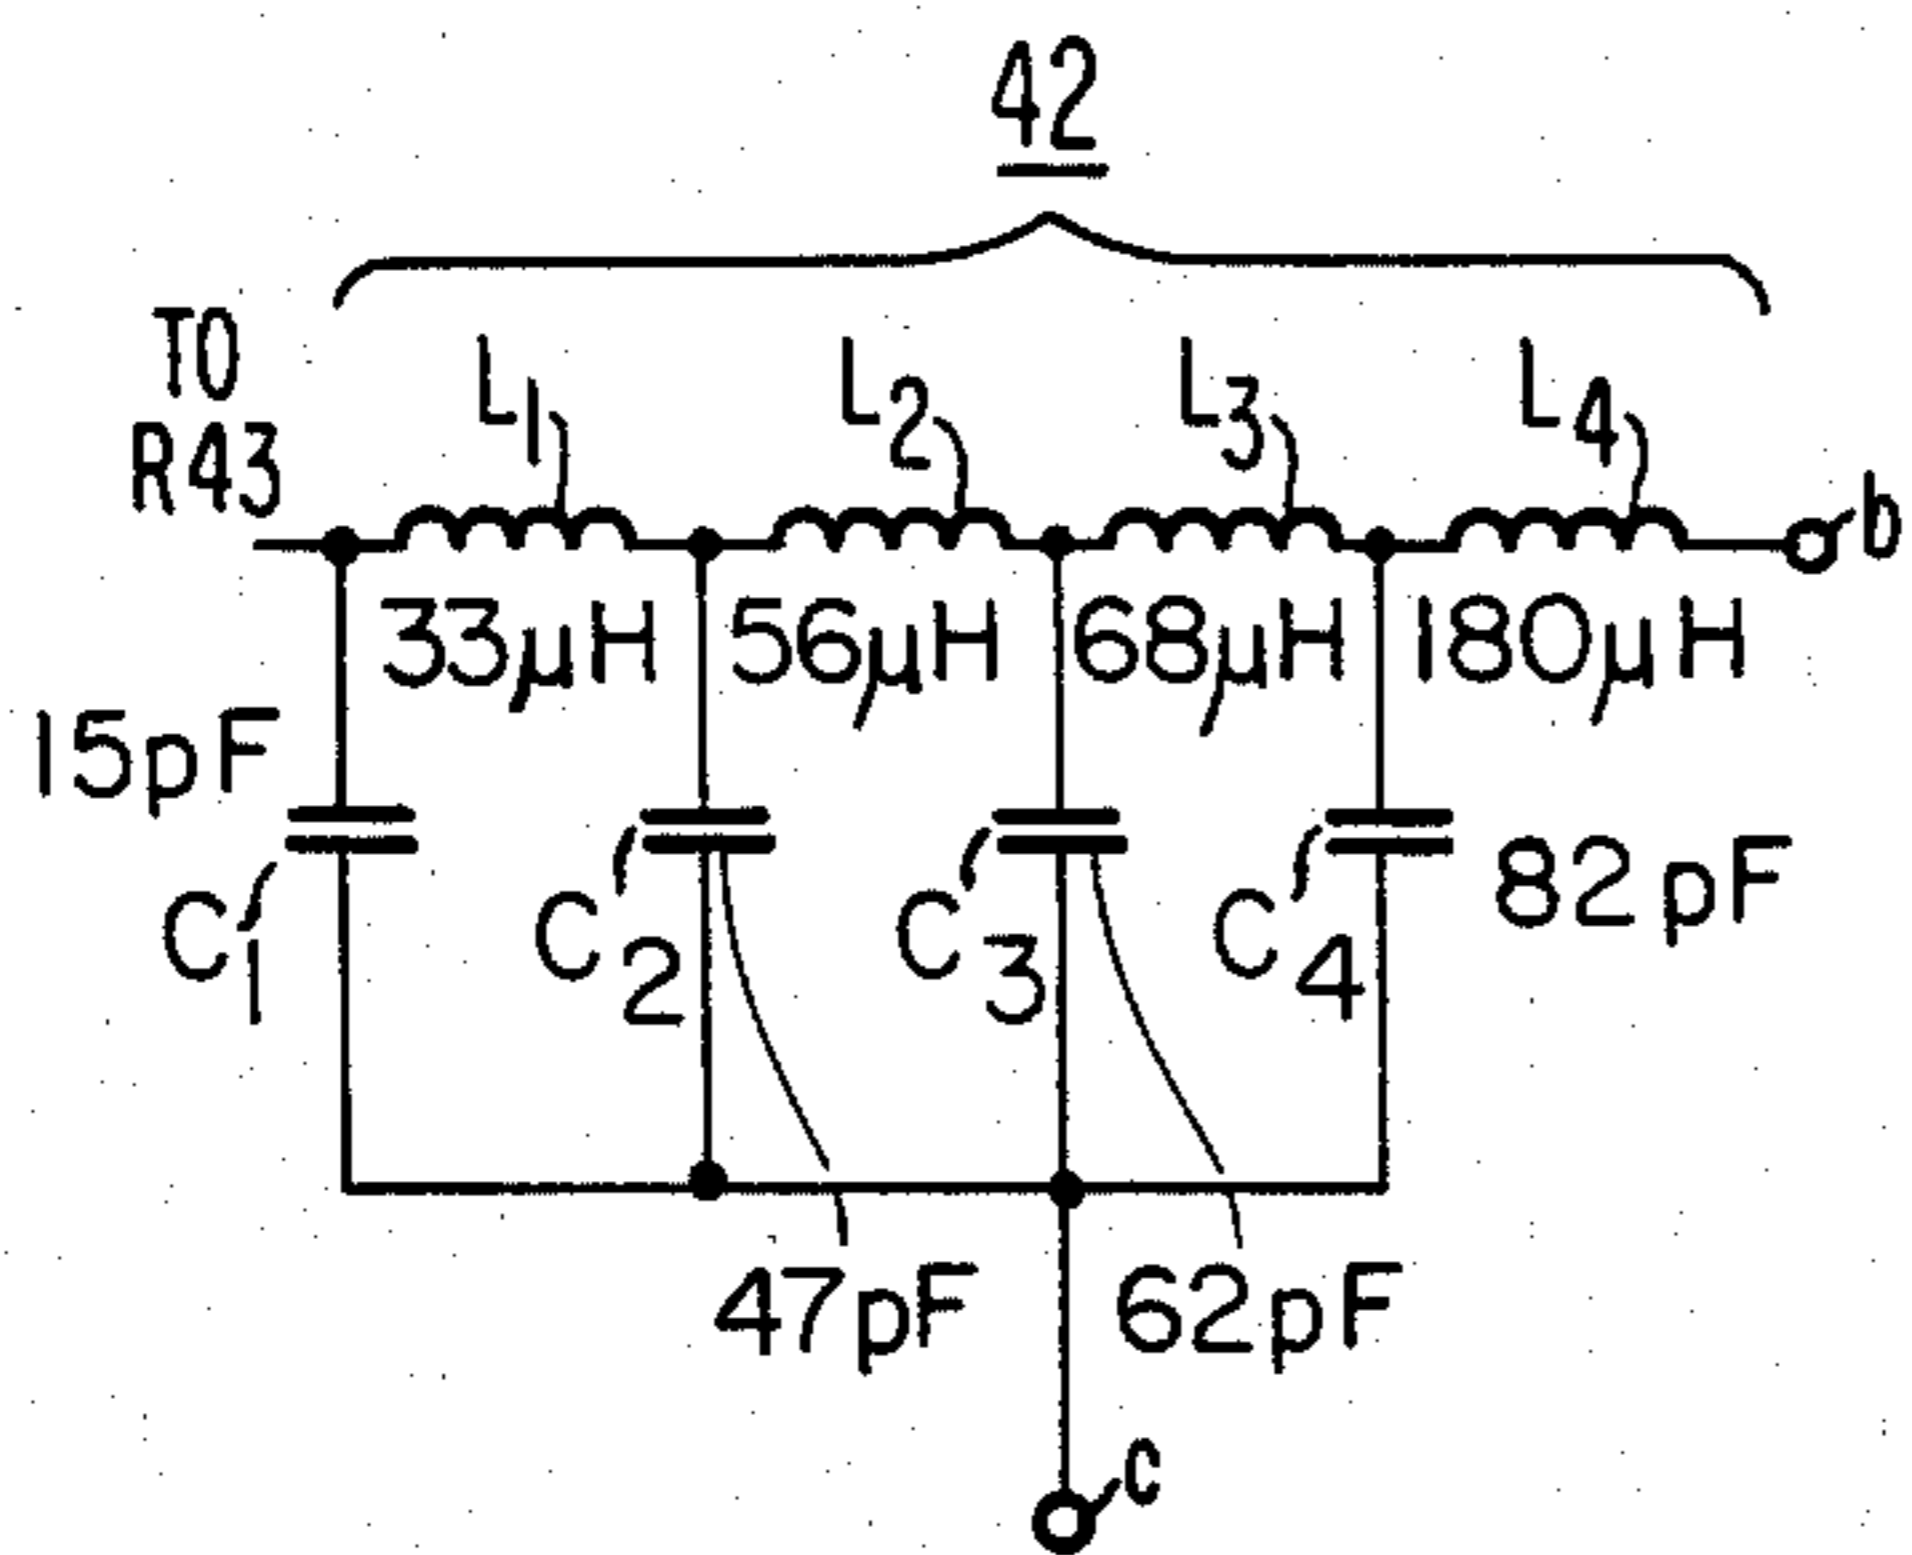 42
TO
R43
L1
L2
L3
L4
b
33µH
56µH
68µH
180µH
15pF
C1
C2
C3
C4
82pF
47pF
62pF
c